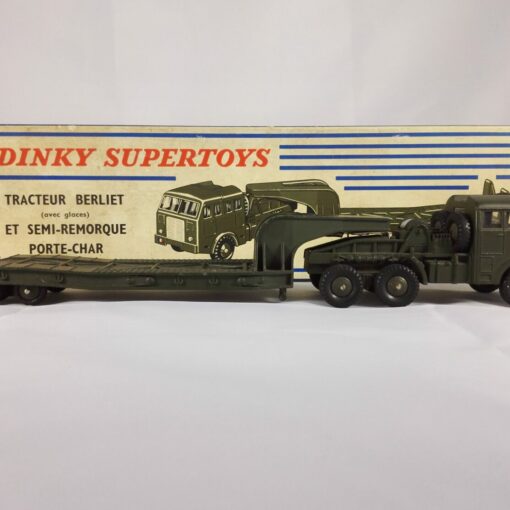 DINKY SUPERTOYS
TRACTEUR BERLIET
(avec glaces)
ET SEMI-REMORQUE
PORTE-CHAR